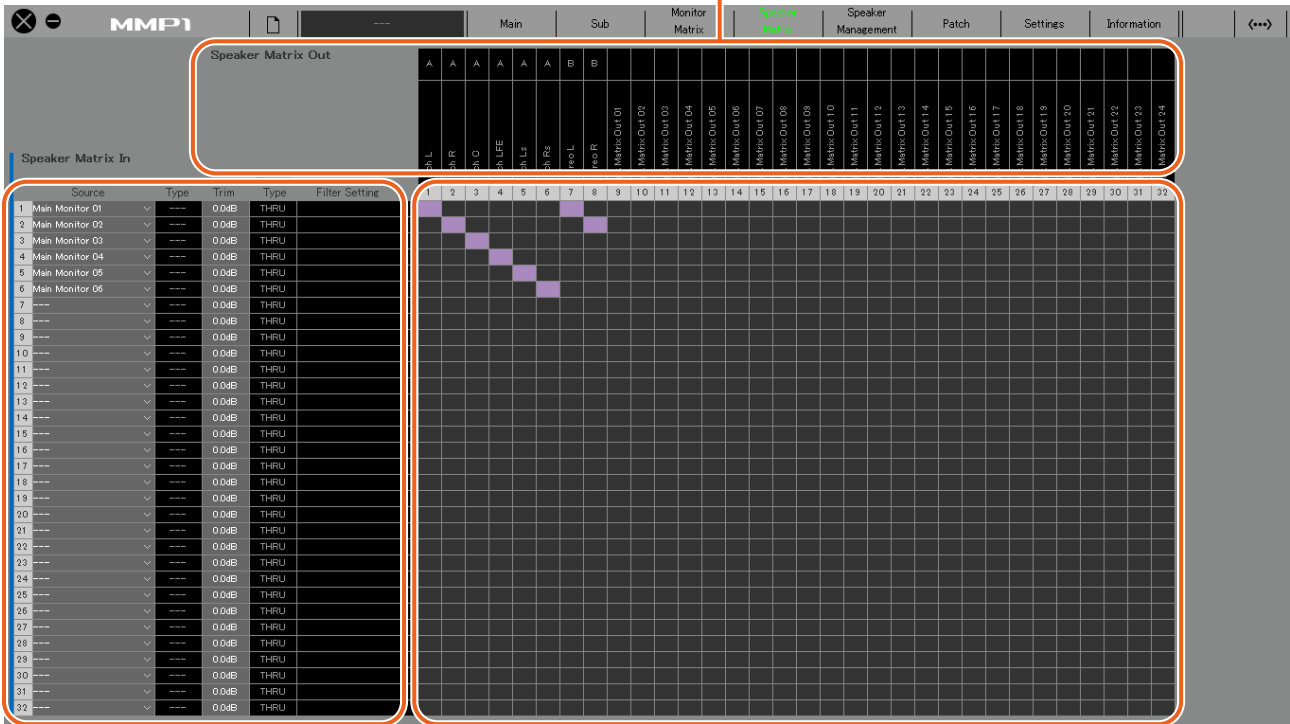 MMP1 --- Main Sub Monitor Matrix Speaker Matrix Speaker Management Patch Settings Information
Speaker Matrix Out
A A A A A A B B
ch L
ch R
ch C
ch LFE
ch Ls
ch Rs
reo L
reo R
Matrix Out 01
Matrix Out 02
Matrix Out 03
Matrix Out 04
Matrix Out 05
Matrix Out 06
Matrix Out 07
Matrix Out 08
Matrix Out 09
Matrix Out 10
Matrix Out 11
Matrix Out 12
Matrix Out 13
Matrix Out 14
Matrix Out 15
Matrix Out 16
Matrix Out 17
Matrix Out 18
Matrix Out 19
Matrix Out 20
Matrix Out 21
Matrix Out 22
Matrix Out 23
Matrix Out 24
Speaker Matrix In
Source Type Trim Type Filter Setting 1 2 3 4 5 6 7 8 9 10 11 12 13 14 15 16 17 18 19 20 21 22 23 24 25 26 27 28 29 30 31 32
1 Main Monitor 01 --- 0.0dB THRU
2 Main Monitor 02 --- 0.0dB THRU
3 Main Monitor 03 --- 0.0dB THRU
4 Main Monitor 04 --- 0.0dB THRU
5 Main Monitor 05 --- 0.0dB THRU
6 Main Monitor 06 --- 0.0dB THRU
7 --- --- 0.0dB THRU
8 --- --- 0.0dB THRU
9 --- --- 0.0dB THRU
10 --- --- 0.0dB THRU
11 --- --- 0.0dB THRU
12 --- --- 0.0dB THRU
13 --- --- 0.0dB THRU
14 --- --- 0.0dB THRU
15 --- --- 0.0dB THRU
16 --- --- 0.0dB THRU
17 --- --- 0.0dB THRU
18 --- --- 0.0dB THRU
19 --- --- 0.0dB THRU
20 --- --- 0.0dB THRU
21 --- --- 0.0dB THRU
22 --- --- 0.0dB THRU
23 --- --- 0.0dB THRU
24 --- --- 0.0dB THRU
25 --- --- 0.0dB THRU
26 --- --- 0.0dB THRU
27 --- --- 0.0dB THRU
28 --- --- 0.0dB THRU
29 --- --- 0.0dB THRU
30 --- --- 0.0dB THRU
31 --- --- 0.0dB THRU
32 --- --- 0.0dB THRU